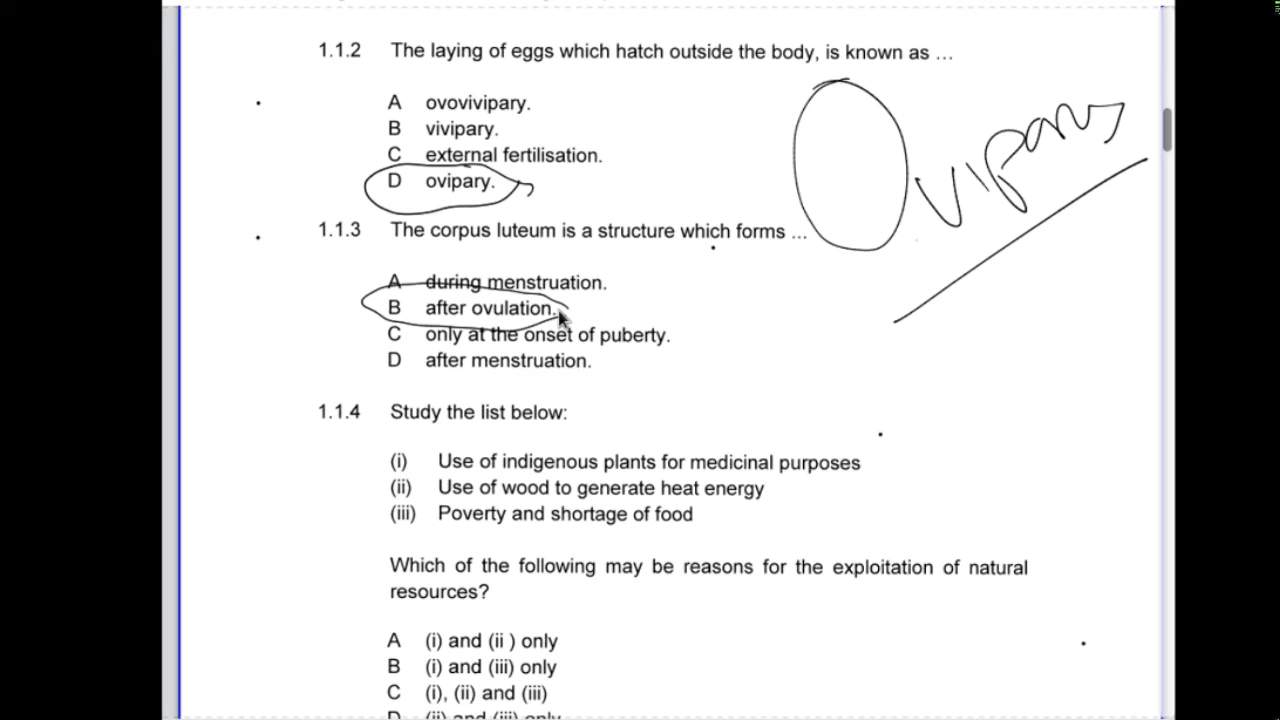 1.1.2 The laying of eggs which hatch outside the body, is known as …
A ovovivipary.
B vivipary.
C external fertilisation.
D ovipary.
Ovipary
1.1.3 The corpus luteum is a structure which forms ...
A during menstruation.
B after ovulation.
C only at the onset of puberty.
D after menstruation.
1.1.4 Study the list below:
(i) Use of indigenous plants for medicinal purposes
(ii) Use of wood to generate heat energy
(iii) Poverty and shortage of food
Which of the following may be reasons for the exploitation of natural
resources?
A (i) and (ii ) only
B (i) and (iii) only
C (i), (ii) and (iii)
D (ii) and (iii) only